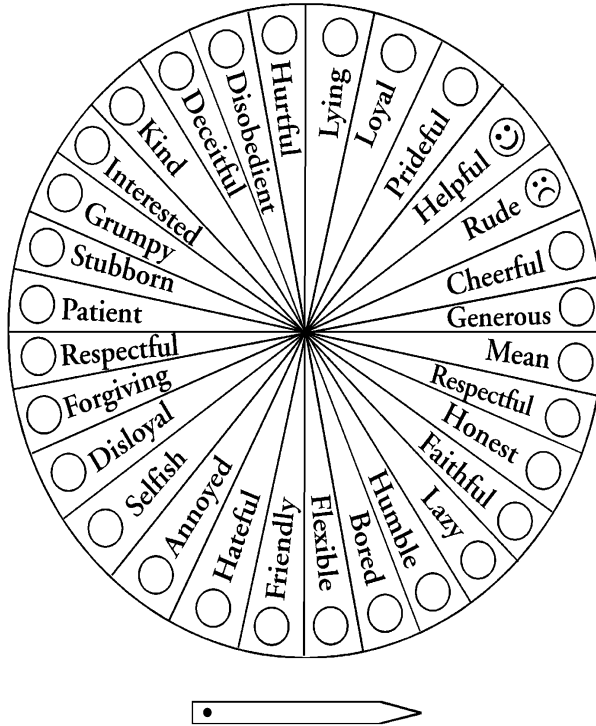 Lying
Loyal
Prideful
Helpful
Rude
Cheerful
Generous
Mean
Respectful
Honest
Faithful
Lazy
Humble
Bored
Flexible
Friendly
Hateful
Annoyed
Selfish
Disloyal
Forgiving
Respectful
Patient
Stubborn
Grumpy
Interested
Kind
Deceitful
Disobedient
Hurtful